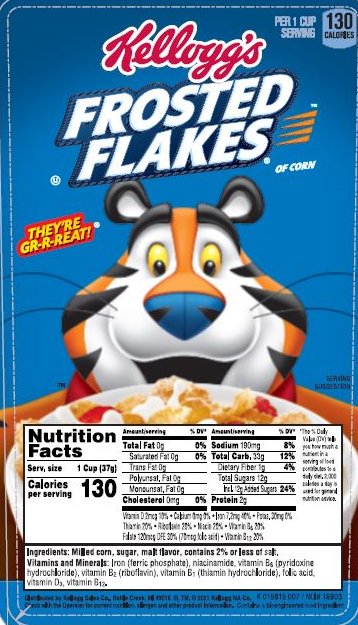 PER 1 CUP
SERVING
130
CALORIES
Kellogg's
FROSTED
FLAKES®
™
OF CORN
THEY'RE
GR-R-REAT!®
SERVING
SUGGESTION
TM
Nutrition
Facts
Serv. size 1 Cup (37g)
Calories
per serving 130
Amount/serving % DV*
Total Fat 0g 0%
Saturated Fat 0g 0%
Trans Fat 0g
Polyunsat. Fat 0g
Monounsat. Fat 0g
Cholesterol 0mg 0%
Amount/serving % DV*
Sodium 190mg 8%
Total Carb. 33g 12%
Dietary Fiber 1g 4%
Total Sugars 12g
Incl. 12g Added Sugars 24%
Protein 2g
*The % Daily
Value (DV) tells
you how much a
nutrient in a
serving of food
contributes to a
daily diet. 2,000
calories a day is
used for general
nutrition advice.
Vitamin D 2mcg 10% • Calcium 0mg 0% • Iron 7.2mg 40% • Potas. 30mg 0%
Thiamin 20% • Riboflavin 20% • Niacin 20% • Vitamin B6 20%
Folate 120mcg DFE 30% (70mcg folic acid) • Vitamin B12 20%
Ingredients: Milled corn, sugar, malt flavor, contains 2% or less of salt.
Vitamins and Minerals: Iron (ferric phosphate), niacinamide, vitamin B6 (pyridoxine
hydrochloride), vitamin B2 (riboflavin), vitamin B1 (thiamin hydrochloride), folic acid,
vitamin D3, vitamin B12.
Distributed by Kellogg Sales Co., Battle Creek, MI 49016 ®, TM, © 2021 Kellogg NA Co.
Check with the Operator for current nutrition, allergen and other product information. Contains a bioengineered food ingredient